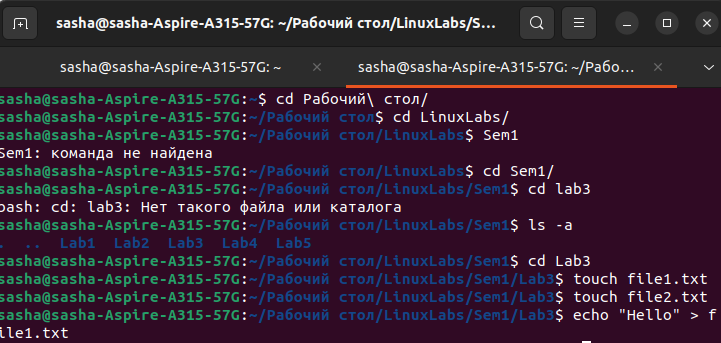 sasha@sasha-Aspire-A315-57G: ~/Рабочий стол/LinuxLabs/S...
sasha@sasha-Aspire-A315-57G: ~
sasha@sasha-Aspire-A315-57G: ~/Рабо...
sasha@sasha-Aspire-A315-57G:~$ cd Рабочий\ стол/
sasha@sasha-Aspire-A315-57G:~/Рабочий стол$ cd LinuxLabs/
sasha@sasha-Aspire-A315-57G:~/Рабочий стол/LinuxLabs$ Sem1
Sem1: команда не найдена
sasha@sasha-Aspire-A315-57G:~/Рабочий стол/LinuxLabs$ cd Sem1/
sasha@sasha-Aspire-A315-57G:~/Рабочий стол/LinuxLabs/Sem1$ cd lab3
bash: cd: lab3: Нет такого файла или каталога
sasha@sasha-Aspire-A315-57G:~/Рабочий стол/LinuxLabs/Sem1$ ls -a
.  ..  Lab1  Lab2  Lab3  Lab4  Lab5
sasha@sasha-Aspire-A315-57G:~/Рабочий стол/LinuxLabs/Sem1$ cd Lab3
sasha@sasha-Aspire-A315-57G:~/Рабочий стол/LinuxLabs/Sem1/Lab3$ touch file1.txt
sasha@sasha-Aspire-A315-57G:~/Рабочий стол/LinuxLabs/Sem1/Lab3$ touch file2.txt
sasha@sasha-Aspire-A315-57G:~/Рабочий стол/LinuxLabs/Sem1/Lab3$ echo "Hello" > f
ile1.txt